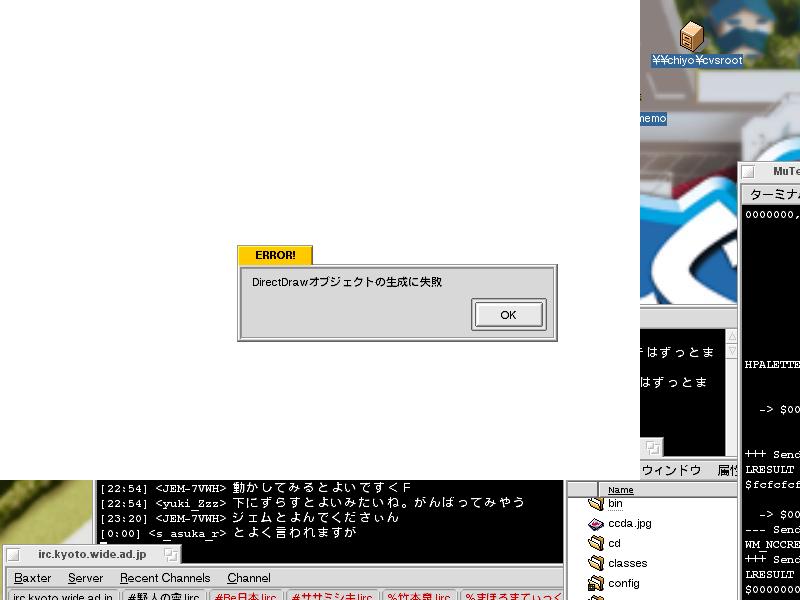 ¥¥chiyo¥cvsroot
memo
MuTe
ターミナル
0000000,
ERROR!
DirectDrawオブジェクトの生成に失敗
OK
はずっとま
はずっとま
HPALETTE
-> $00
+++ Send
LRESULT
$fcfcfcf
-> $00
--- Send
WM_NCCRE
+++ Send
LRESULT
$0000000
ウィンドウ 属性
Name
bin
ccda.jpg
cd
classes
config
[22:54] <JEM-7VWH> 動かしてみるとよいですくF
[22:54] <yuki_Zzz> 下にずらすとよいみたいね。がんばってみやう
[23:20] <JEM-7VWH> ジェムとよんでくださぃん
[0:00] <s_asuka_r> とよく言われますが
irc.kyoto.wide.ad.jp
Baxter Server Recent Channels Channel
irc.kyoto.wide.ad.jp #野人の窓!irc #Be日本!irc #ササミシキ!irc %竹本泉!irc %まほろまてぃっく